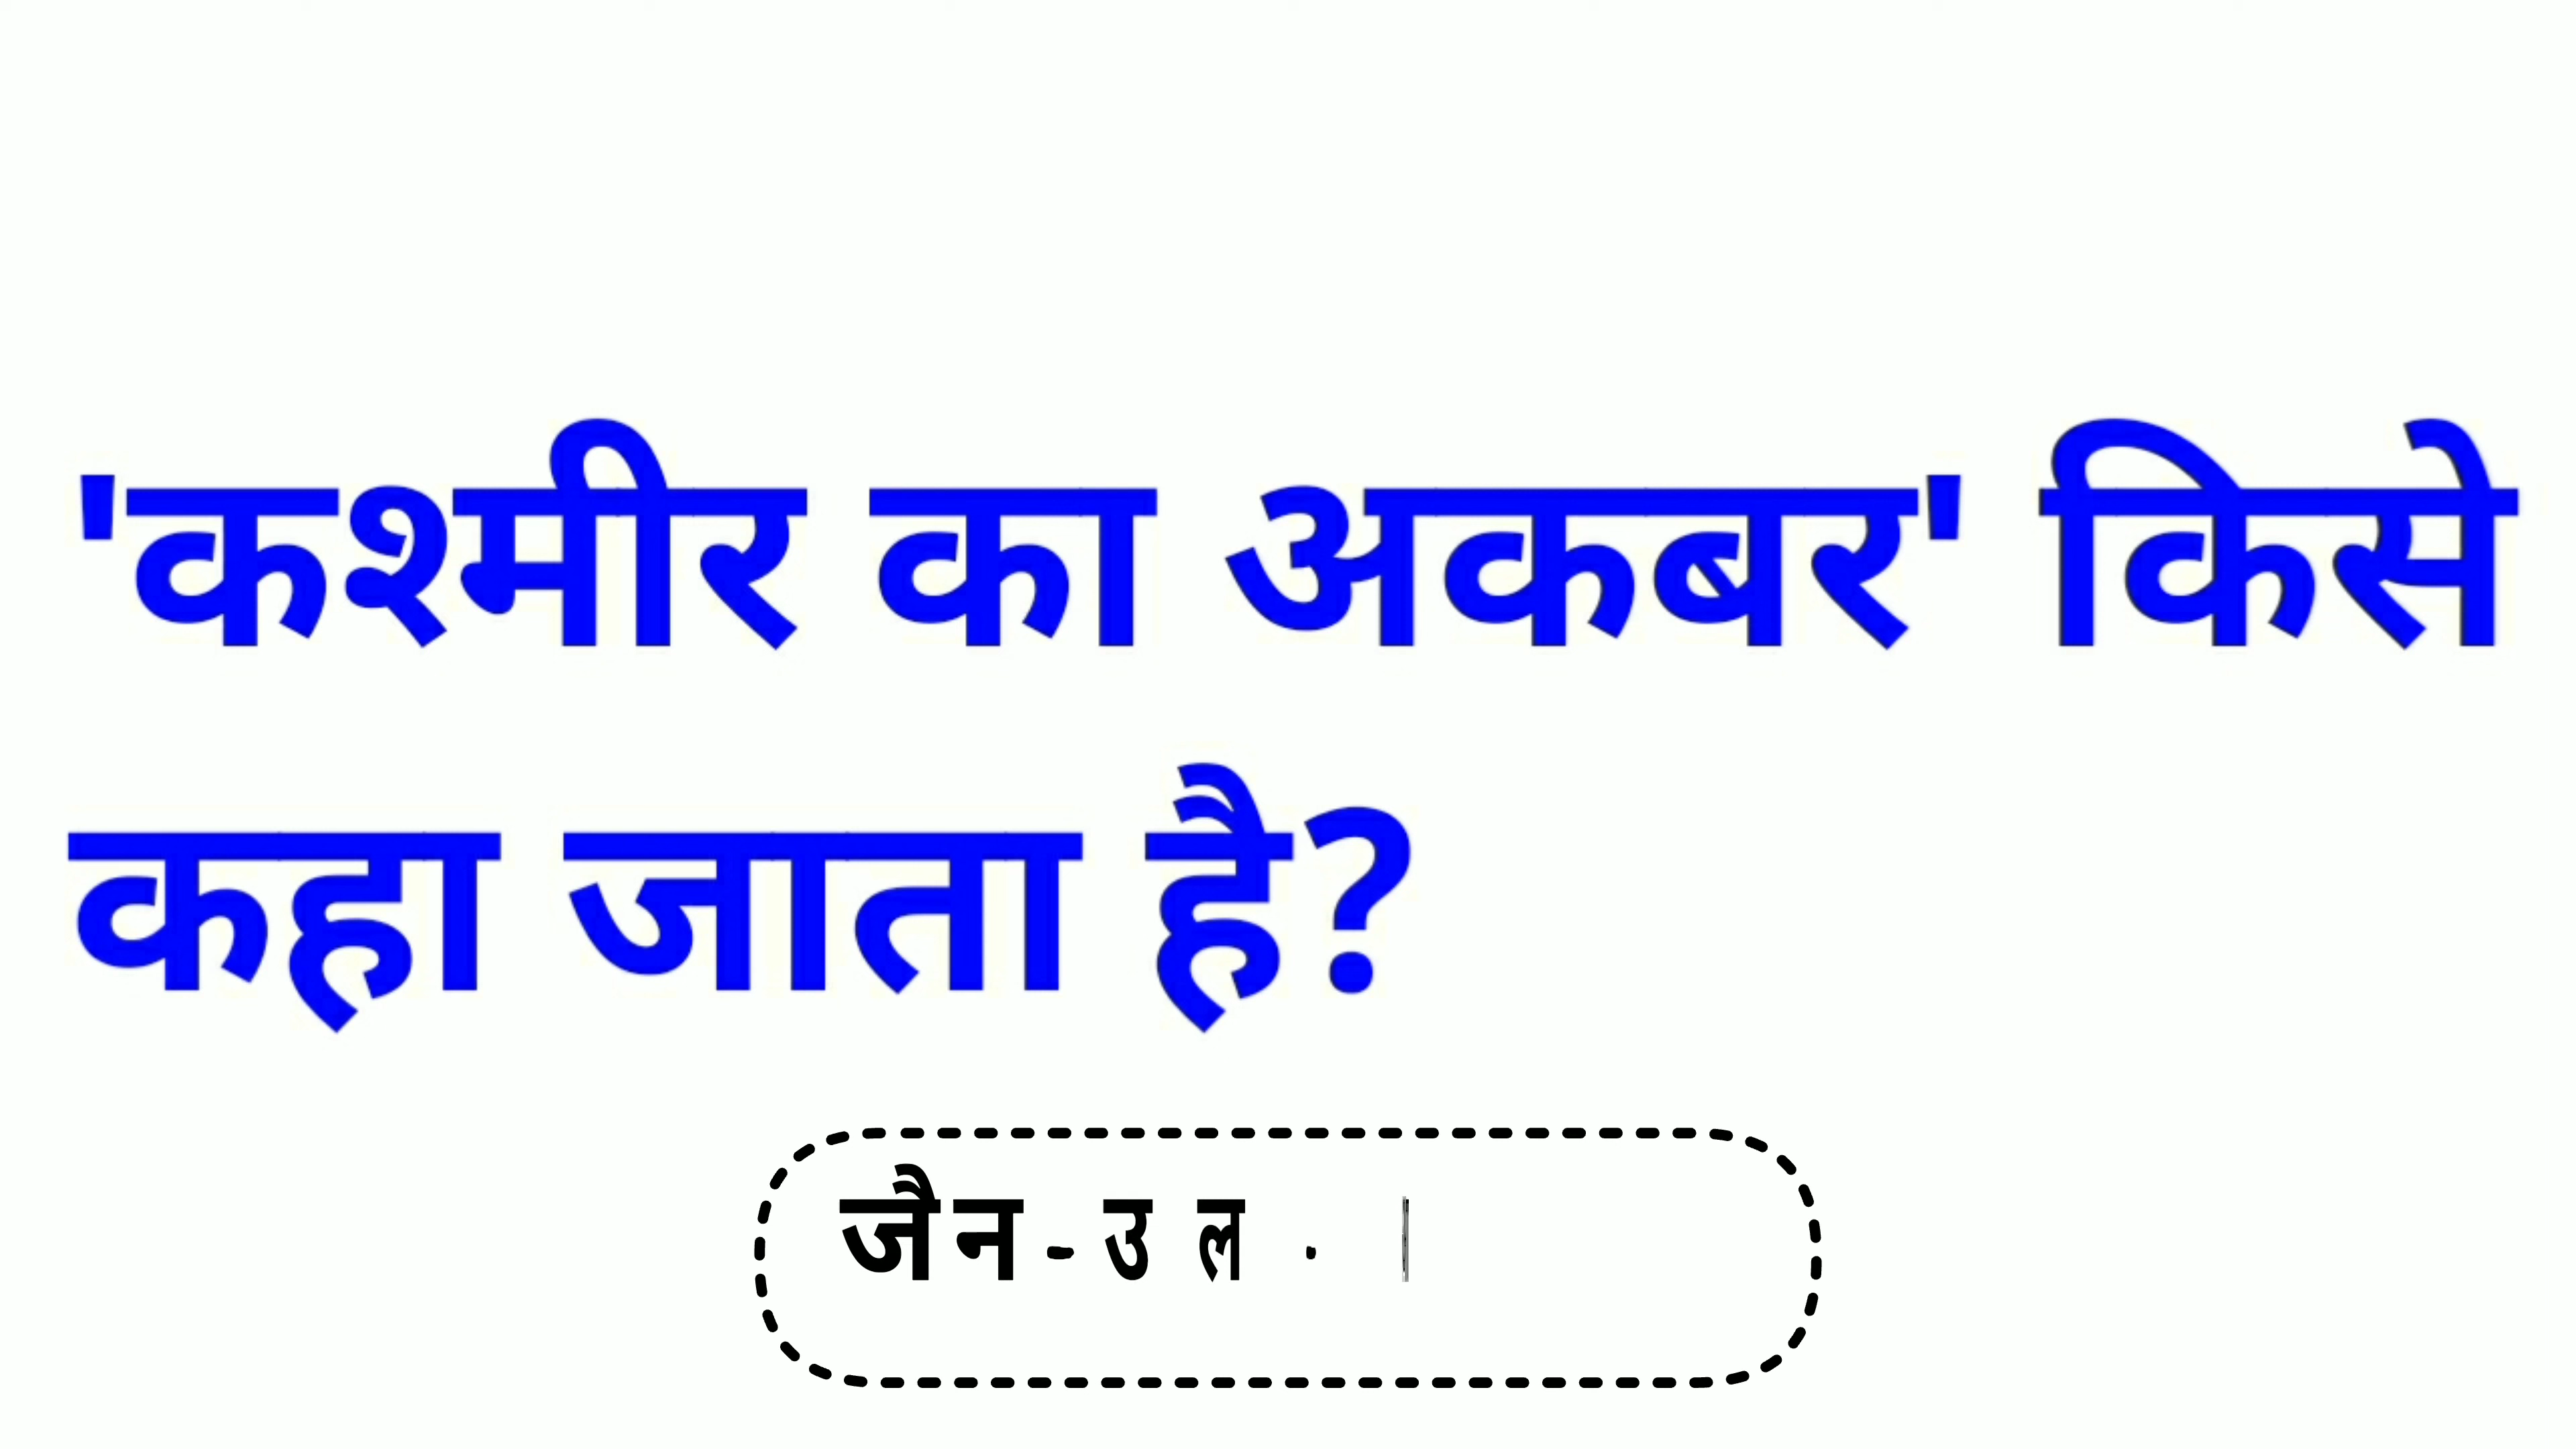 'कश्मीर का अकबर' किसे
कहा जाता है?
जैन-उल-